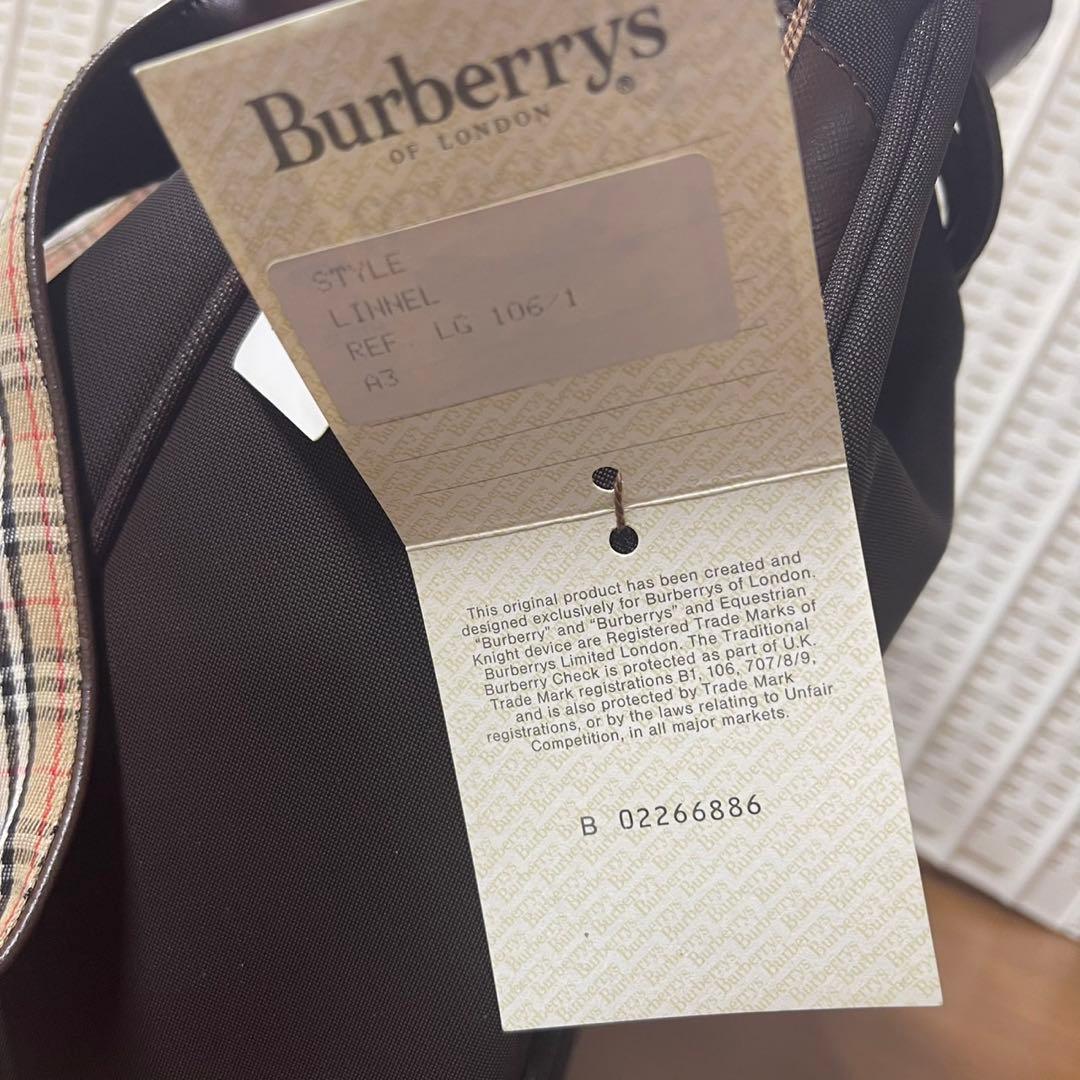 Burberrys®
OF LONDON
STYLE
LINNEL
REF. LG 106/1
A3
This original product has been created and
designed exclusively for Burberrys of London.
“Burberry” and “Burberrys” and Equestrian
Knight device are Registered Trade Marks of
Burberrys Limited London. The Traditional
Burberry Check is protected as part of U.K.
Trade Mark registrations B1, 106, 707/8/9,
and is also protected by Trade Mark
registrations, or by the laws relating to Unfair
Competition, in all major markets.
B 02266886